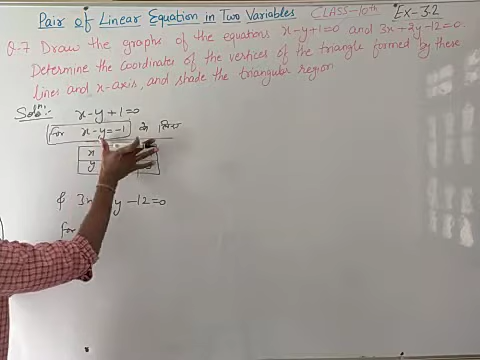 Pair of Linear Equation in Two Variables CLASS-10th Ex-3.2
Q.7 Draw the graphs of the equations x-y+1=0 and 3x+2y-12=0.
Determine the coordinates of the vertices of the triangle formed by these
lines and x-axis, and shade the triangular region
Soln:- x-y+1=0
For x-y=-1 के लिए
x
y
& 3x y-12=0
for